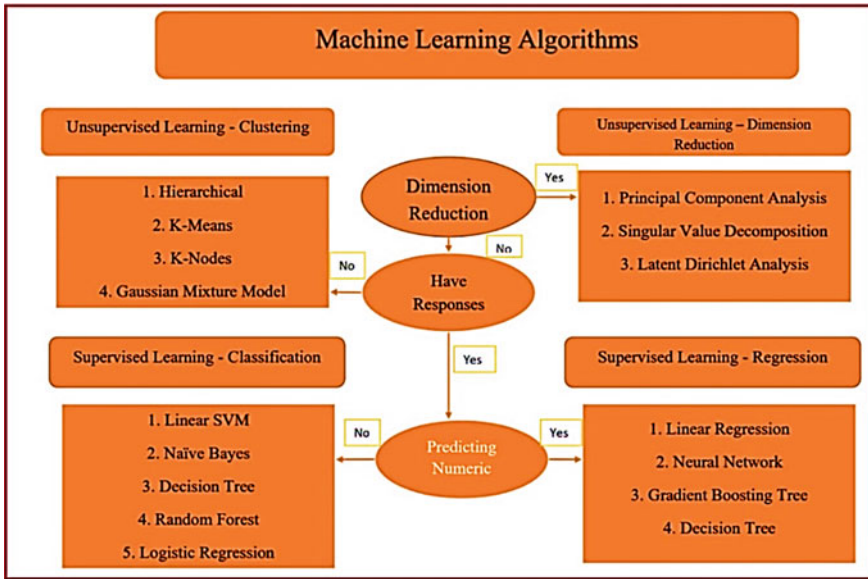 Machine Learning Algorithms
Unsupervised Learning - Clustering
1. Hierarchical
2. K-Means
3. K-Nodes
4. Gaussian Mixture Model
Unsupervised Learning – Dimension
Reduction
1. Principal Component Analysis
2. Singular Value Decomposition
3. Latent Dirichlet Analysis
Dimension
Reduction
Yes
No
Have
Responses
No
Yes
Supervised Learning - Classification
1. Linear SVM
2. Naïve Bayes
3. Decision Tree
4. Random Forest
5. Logistic Regression
No
Predicting
Numeric
Yes
Supervised Learning - Regression
1. Linear Regression
2. Neural Network
3. Gradient Boosting Tree
4. Decision Tree